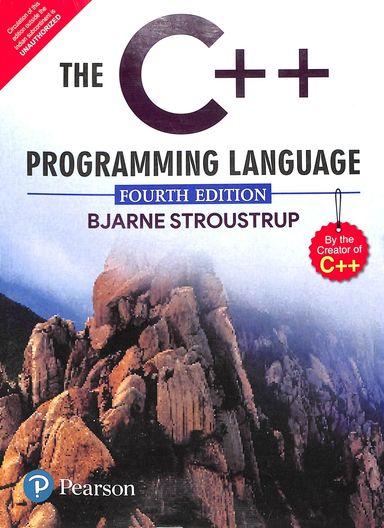 Circulation of this
edition outside the
Indian subcontinent is
UNAUTHORIZED
THE C++
PROGRAMMING LANGUAGE
FOURTH EDITION
BJARNE STROUSTRUP
By the
Creator of
C++
Pearson